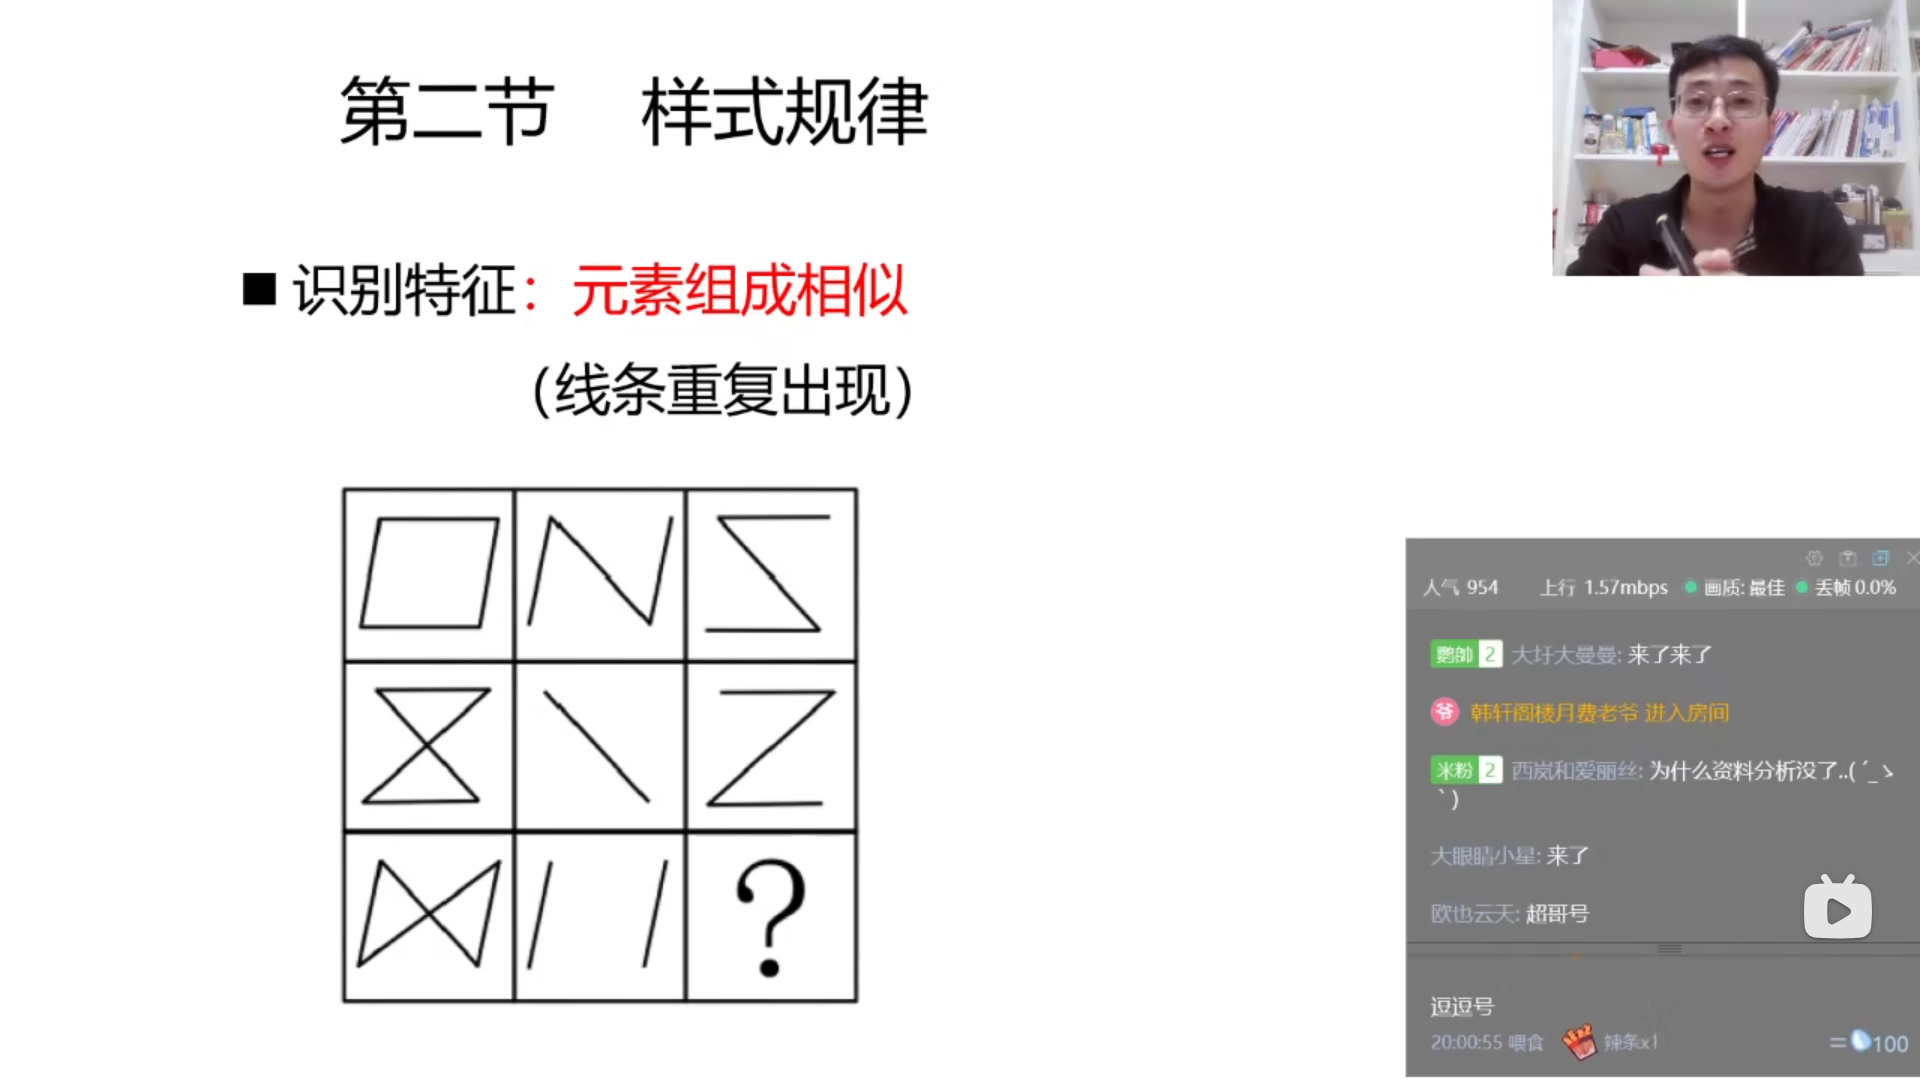 第二节 样式规律
■ 识别特征：元素组成相似
（线条重复出现）
?
人气 954 上行 1.57mbps 画质: 最佳 丢帧 0.0%
鹦帥 2 大圩大曼曼: 来了来了
爷 韩轩阁楼月费老爷 进入房间
米粉 2 西岚和爱丽丝: 为什么资料分析没了..( ´_ゝ
`)
大眼睛小星: 来了
欧也云天: 超哥号
逗逗号
20:00:55 喂食 辣条x1 = 100